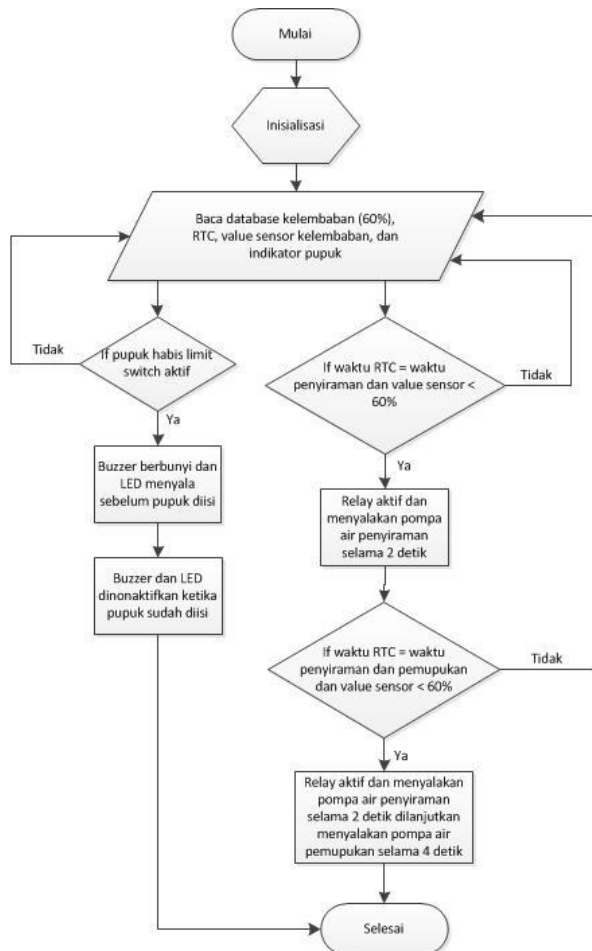 Mulai
Inisialisasi
Baca database kelembaban (60%),
RTC, value sensor kelembaban, dan
indikator pupuk
Tidak
If pupuk habis limit
switch aktif
Ya
Buzzer berbunyi dan
LED menyala
sebelum pupuk diisi
Buzzer dan LED
dinonaktifkan ketika
pupuk sudah diisi
If waktu RTC = waktu
penyiraman dan value sensor <
60%
Tidak
Ya
Relay aktif dan
menyalakan pompa
air penyiraman
selama 2 detik
If waktu RTC = waktu
penyiraman dan pemupukan
dan value sensor < 60%
Tidak
Ya
Relay aktif dan menyalakan
pompa air penyiraman
selama 2 detik dilanjutkan
menyalakan pompa air
pemupukan selama 4 detik
Selesai